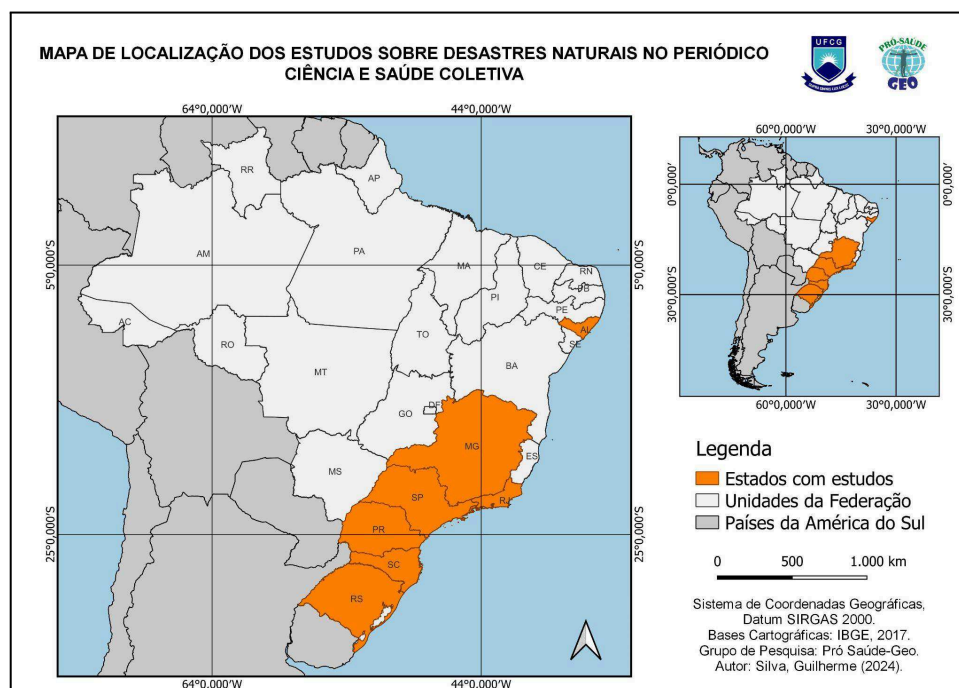 MAPA DE LOCALIZAÇÃO DOS ESTUDOS SOBRE DESASTRES NATURAIS NO PERIÓDICO
CIÊNCIA E SAÚDE COLETIVA
UFCG
PRÓ-SAÚDE
GEO
64°0,000'W
44°0,000'W
60°0,000'W
30°0,000'W
5°0,000'S
5°0,000'S
0°0,000'
0°0,000'
30°0,000'S
30°0,000'S
60°0,000'W
30°0,000'W
RR
AP
AM
PA
MA
CE
RN
PB
PI
PE
AC
AL
SE
TO
RO
BA
MT
DF
GO
MG
MS
ES
SP
RJ
PR
SC
RS
25°0,000'S
25°0,000'S
64°0,000'W
44°0,000'W
Legenda
Estados com estudos
Unidades da Federação
Países da América do Sul
0
500
1.000 km
Sistema de Coordenadas Geográficas,
Datum SIRGAS 2000.
Bases Cartográficas: IBGE, 2017.
Grupo de Pesquisa: Pró Saúde-Geo.
Autor: Silva, Guilherme (2024).